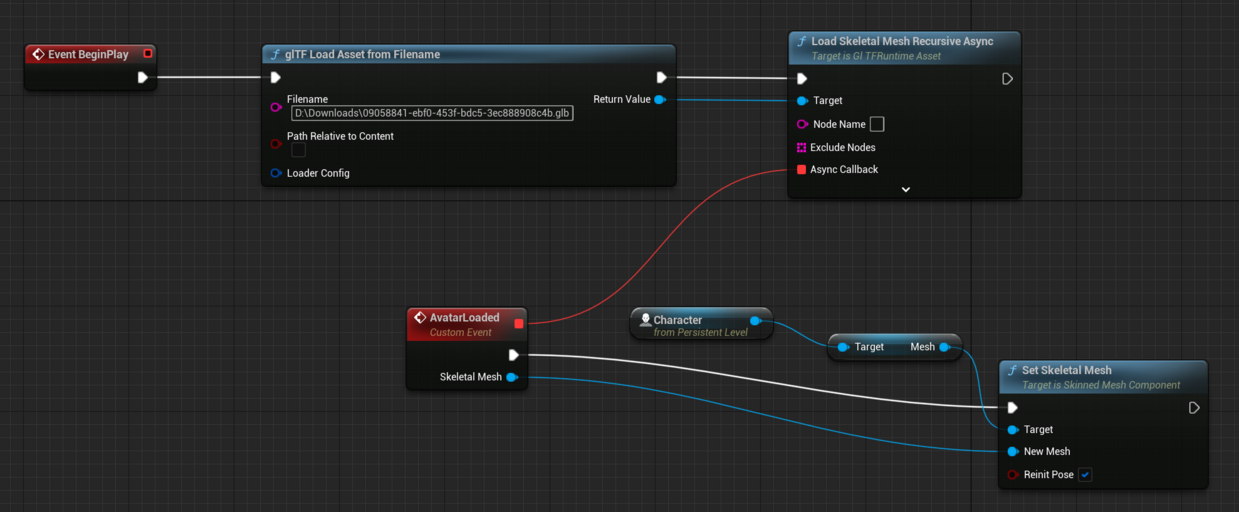 Event BeginPlay
glTF Load Asset from Filename
Filename
D:\Downloads\09058841-ebf0-453f-bdc5-3ec888908c4b.glb
Return Value
Path Relative to Content
Loader Config
Load Skeletal Mesh Recursive Async
Target is Gl TFRuntime Asset
Target
Node Name
Exclude Nodes
Async Callback
AvatarLoaded
Custom Event
Skeletal Mesh
Character
from Persistent Level
Target Mesh
Set Skeletal Mesh
Target is Skinned Mesh Component
Target
New Mesh
Reinit Pose